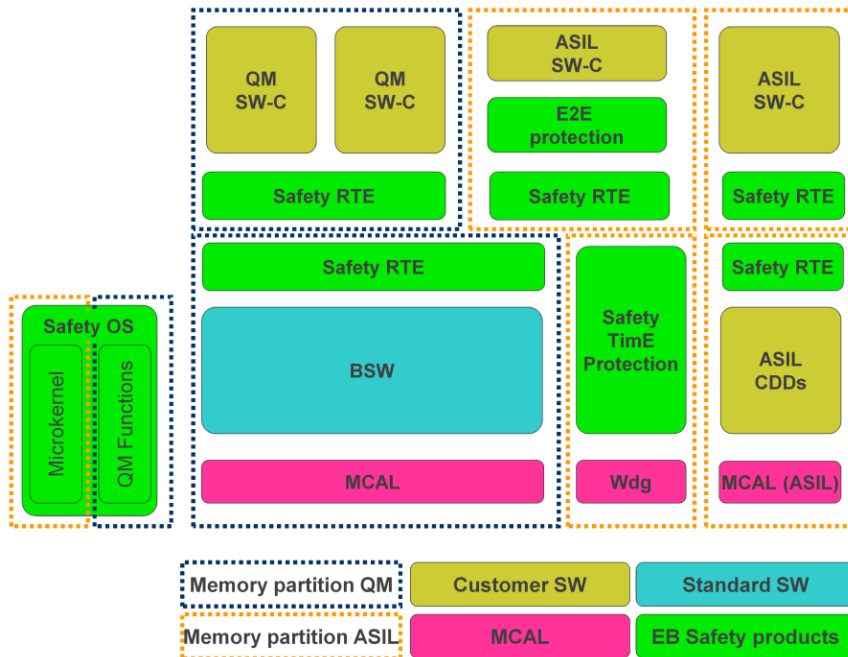 QM
SW-C
QM
SW-C
ASIL
SW-C
ASIL
SW-C
E2E
protection
Safety RTE
Safety RTE
Safety RTE
Safety RTE
Safety RTE
Safety OS
Microkernel
QM Functions
BSW
Safety
TimE
Protection
ASIL
CDDs
MCAL
Wdg
MCAL (ASIL)
Memory partition QM
Customer SW
Standard SW
Memory partition ASIL
MCAL
EB Safety products